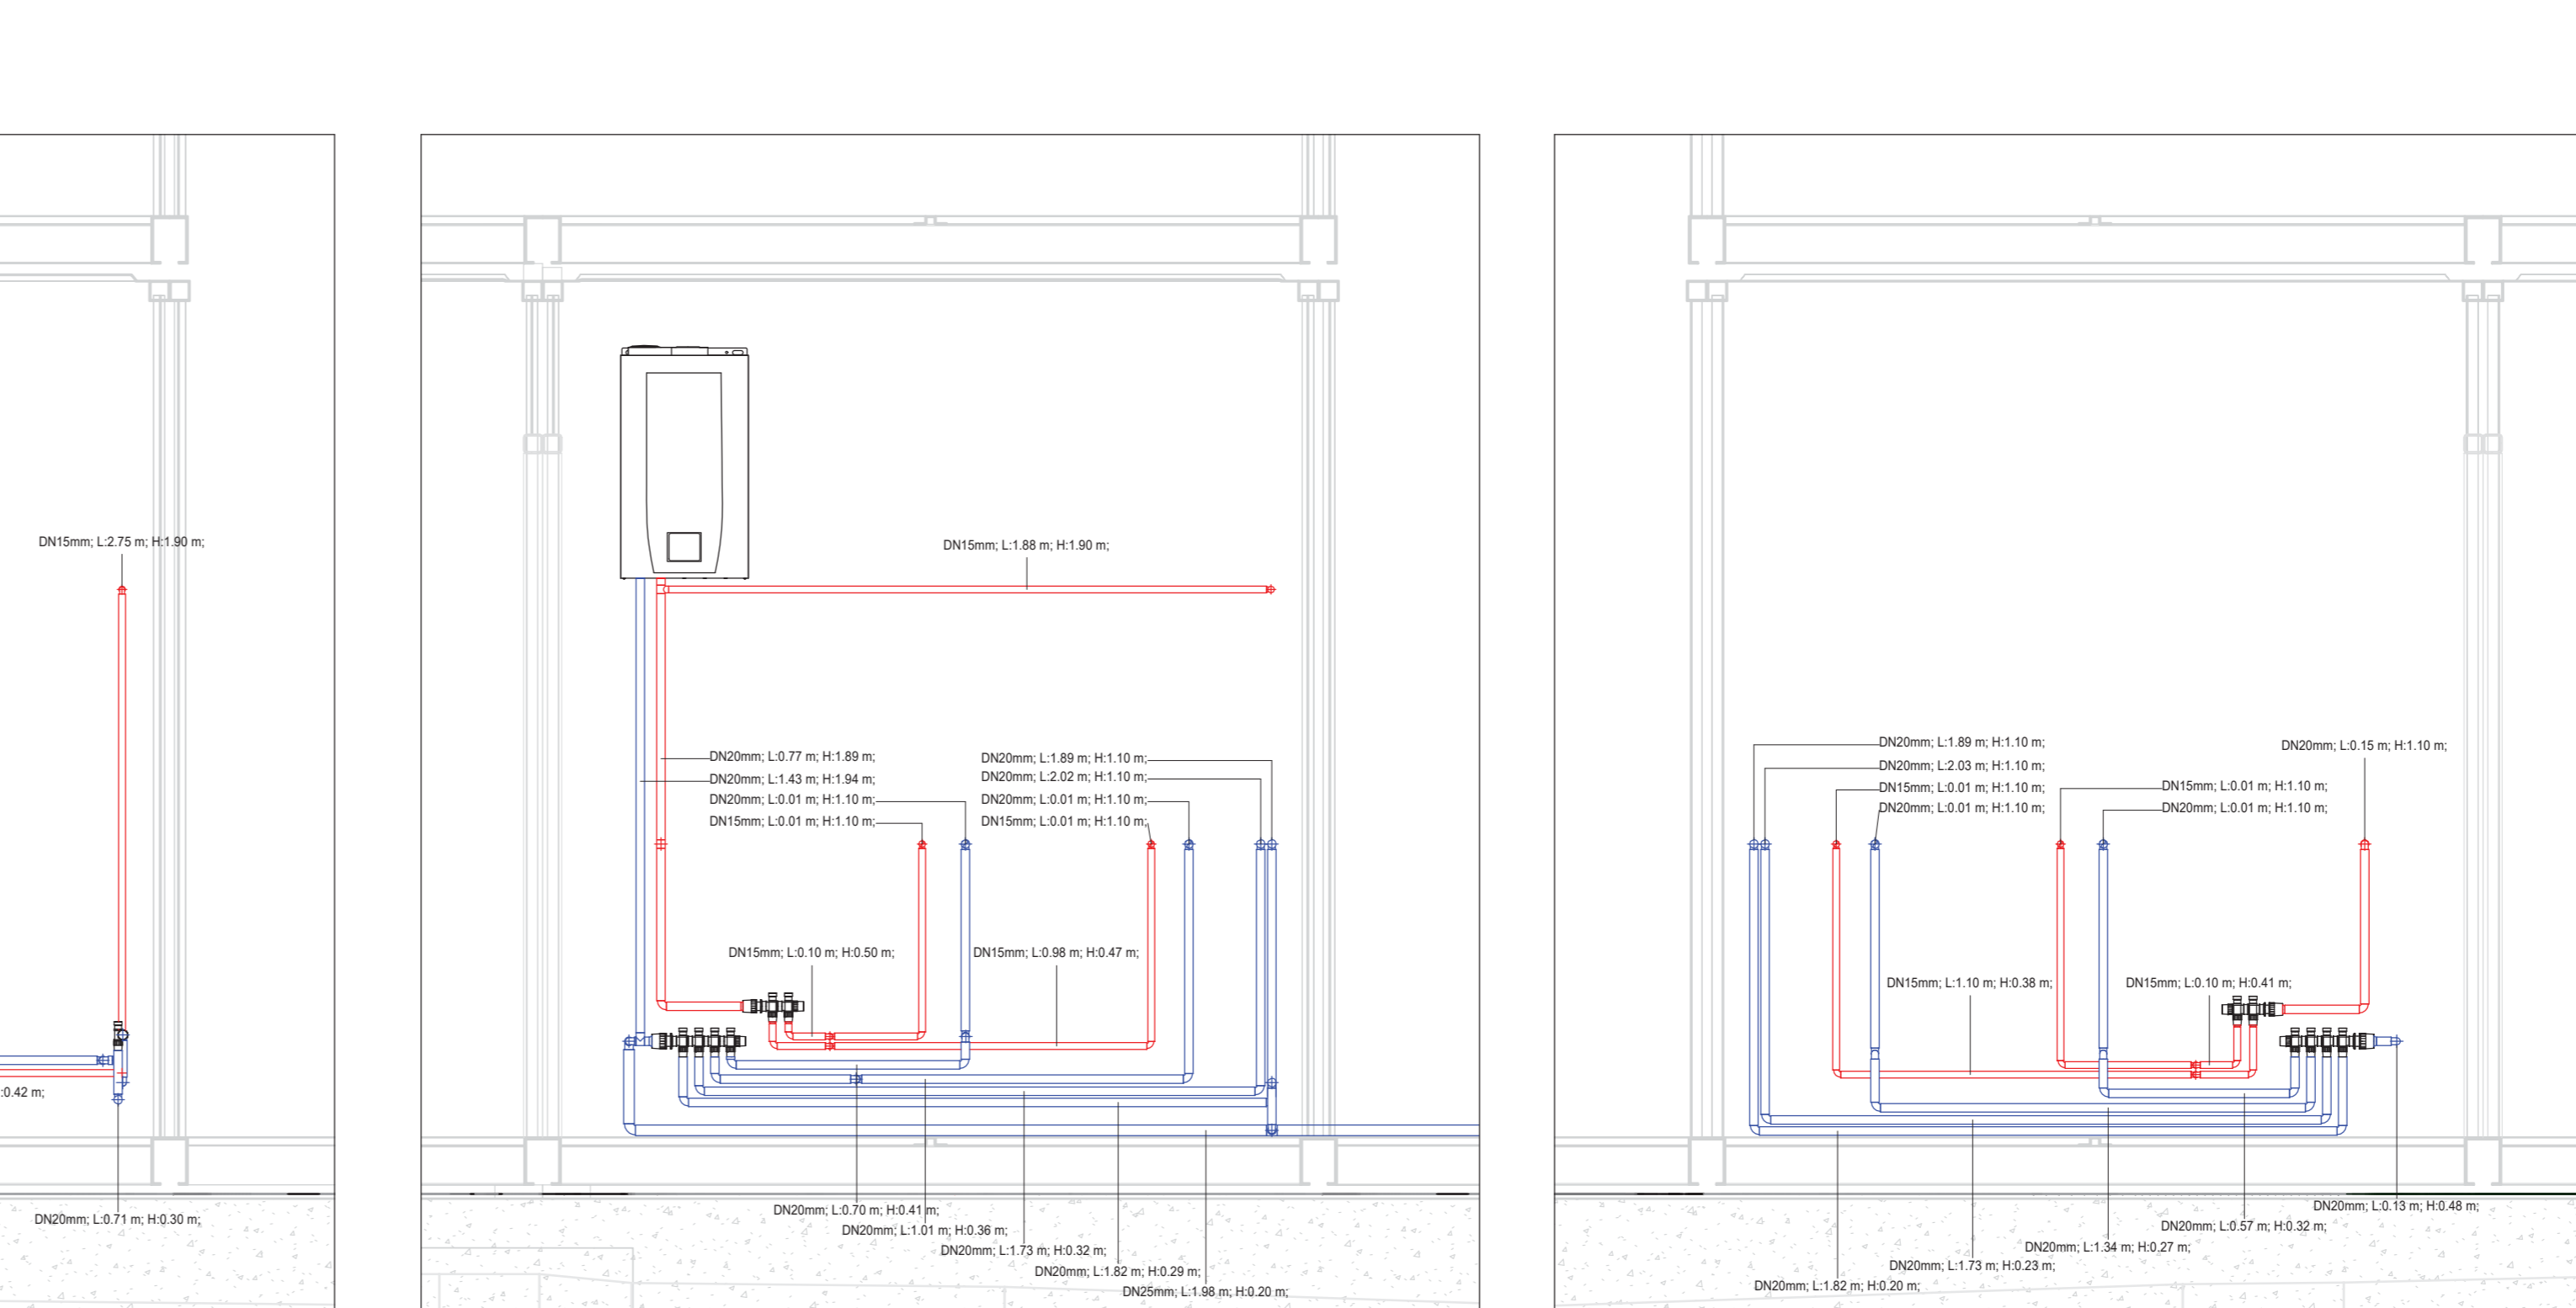 DN15mm; L:2.75 m; H:1.90 m;
:0.42 m;
DN20mm; L:0.71 m; H:0.30 m;
DN15mm; L:1.88 m; H:1.90 m;
DN20mm; L:0.77 m; H:1.89 m;
DN20mm; L:1.43 m; H:1.94 m;
DN20mm; L:0.01 m; H:1.10 m;
DN15mm; L:0.01 m; H:1.10 m;
DN20mm; L:1.89 m; H:1.10 m;
DN20mm; L:2.02 m; H:1.10 m;
DN20mm; L:0.01 m; H:1.10 m;
DN15mm; L:0.01 m; H:1.10 m;
DN15mm; L:0.10 m; H:0.50 m;
DN15mm; L:0.98 m; H:0.47 m;
DN20mm; L:0.70 m; H:0.41 m;
DN20mm; L:1.01 m; H:0.36 m;
DN20mm; L:1.73 m; H:0.32 m;
DN20mm; L:1.82 m; H:0.29 m;
DN25mm; L:1.98 m; H:0.20 m;
DN20mm; L:1.89 m; H:1.10 m;
DN20mm; L:2.03 m; H:1.10 m;
DN15mm; L:0.01 m; H:1.10 m;
DN20mm; L:0.01 m; H:1.10 m;
DN20mm; L:0.15 m; H:1.10 m;
DN15mm; L:0.01 m; H:1.10 m;
DN20mm; L:0.01 m; H:1.10 m;
DN15mm; L:1.10 m; H:0.38 m;
DN15mm; L:0.10 m; H:0.41 m;
DN20mm; L:0.13 m; H:0.48 m;
DN20mm; L:0.57 m; H:0.32 m;
DN20mm; L:1.34 m; H:0.27 m;
DN20mm; L:1.73 m; H:0.23 m;
DN20mm; L:1.82 m; H:0.20 m;